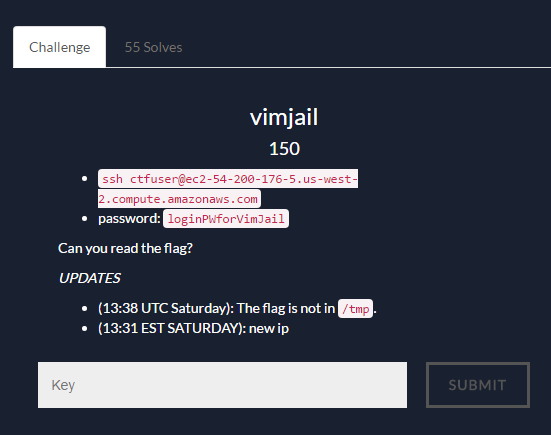 Challenge
55 Solves
vimjail
150
ssh ctfuser@ec2-54-200-176-5.us-west-
2.compute.amazonaws.com
password: loginPWforVimJail
Can you read the flag?
UPDATES
(13:38 UTC Saturday): The flag is not in /tmp.
(13:31 EST SATURDAY): new ip
Key
SUBMIT